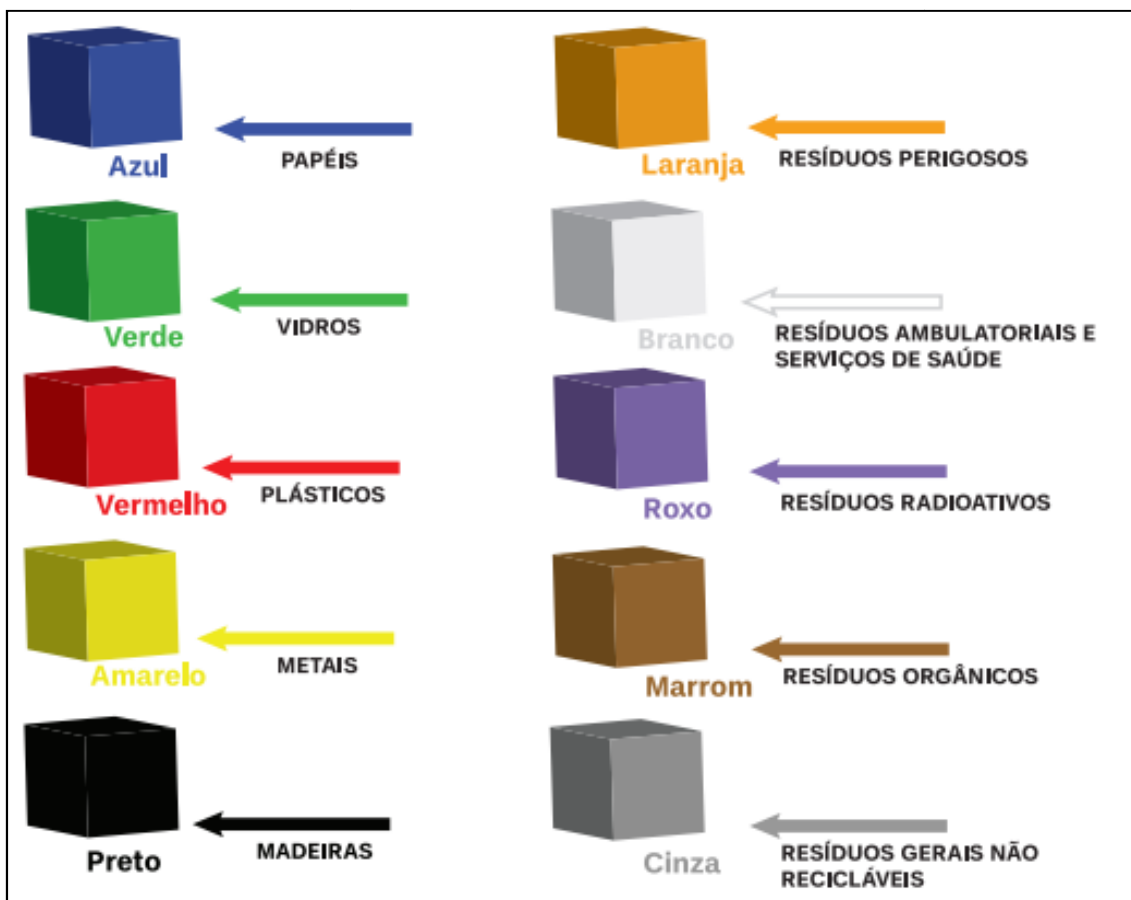 Azul
PAPÉIS
Laranja
RESÍDUOS PERIGOSOS
Verde
VIDROS
Branco
RESÍDUOS AMBULATORIAIS E
SERVIÇOS DE SAÚDE
Vermelho
PLÁSTICOS
Roxo
RESÍDUOS RADIOATIVOS
Amarelo
METAIS
Marrom
RESÍDUOS ORGÂNICOS
Preto
MADEIRAS
Cinza
RESÍDUOS GERAIS NÃO
RECICLÁVEIS